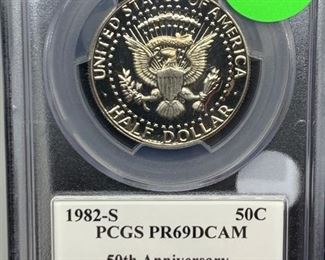 UNITED STATES OF AMERICA
HALF DOLLAR
1982-S 50C
PCGS PR69DCAM
50th Anniversary